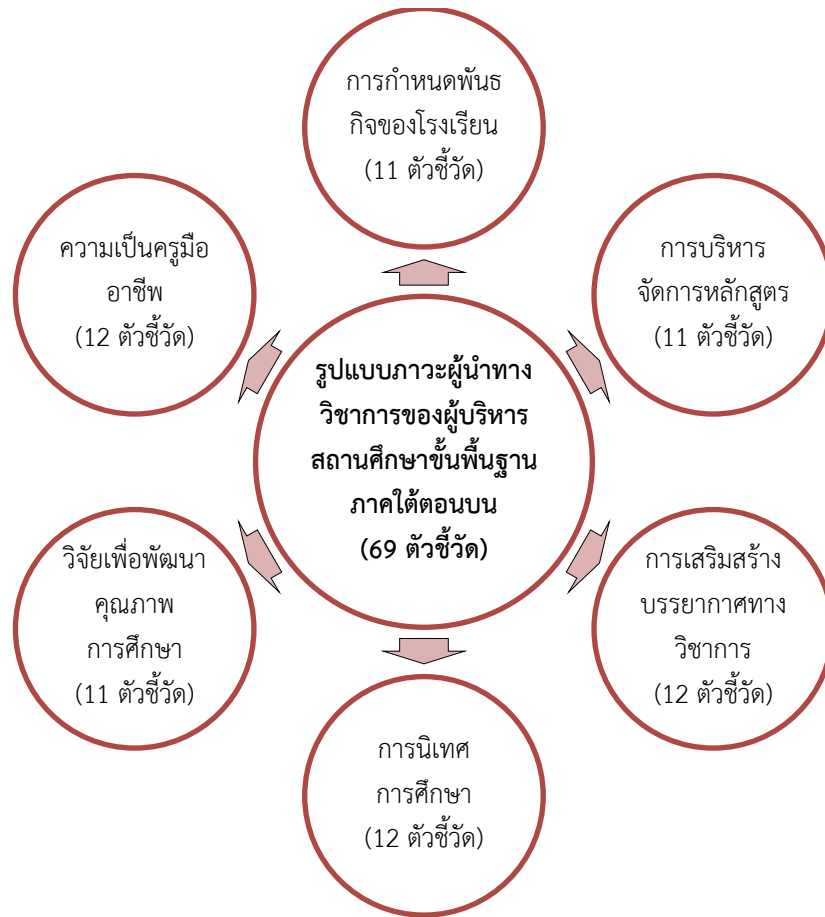 การกำหนดพันธ
กิจของโรงเรียน
(11 ตัวชี้วัด)
ความเป็นครูมือ
อาชีพ
(12 ตัวชี้วัด)
การบริหาร
จัดการหลักสูตร
(11 ตัวชี้วัด)
รูปแบบภาวะผู้นำทาง
วิชาการของผู้บริหาร
สถานศึกษาขั้นพื้นฐาน
ภาคใต้ตอนบน
(69 ตัวชี้วัด)
วิจัยเพื่อพัฒนา
คุณภาพ
การศึกษา
(11 ตัวชี้วัด)
การเสริมสร้าง
บรรยากาศทาง
วิชาการ
(12 ตัวชี้วัด)
การนิเทศ
การศึกษา
(12 ตัวชี้วัด)